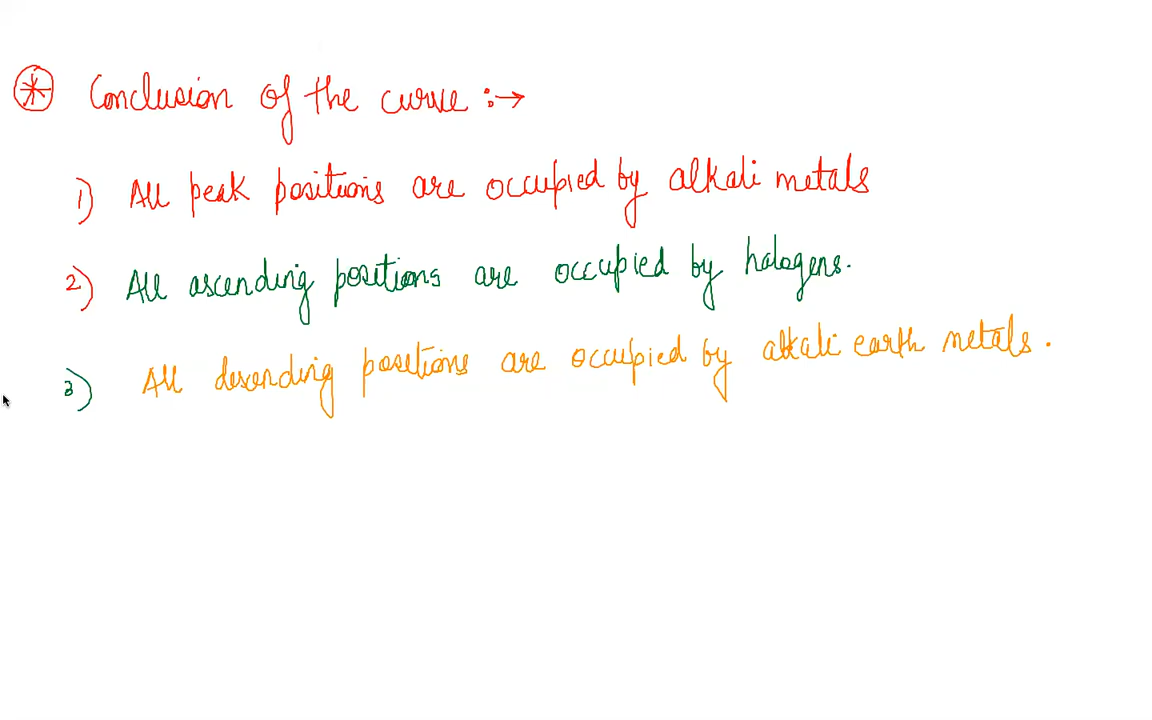 * Conclusion of the curve :→
1) All peak positions are occupied by alkali metals
2) All ascending positions are occupied by halogens.
3) All descending positions are occupied by alkali earth metals.